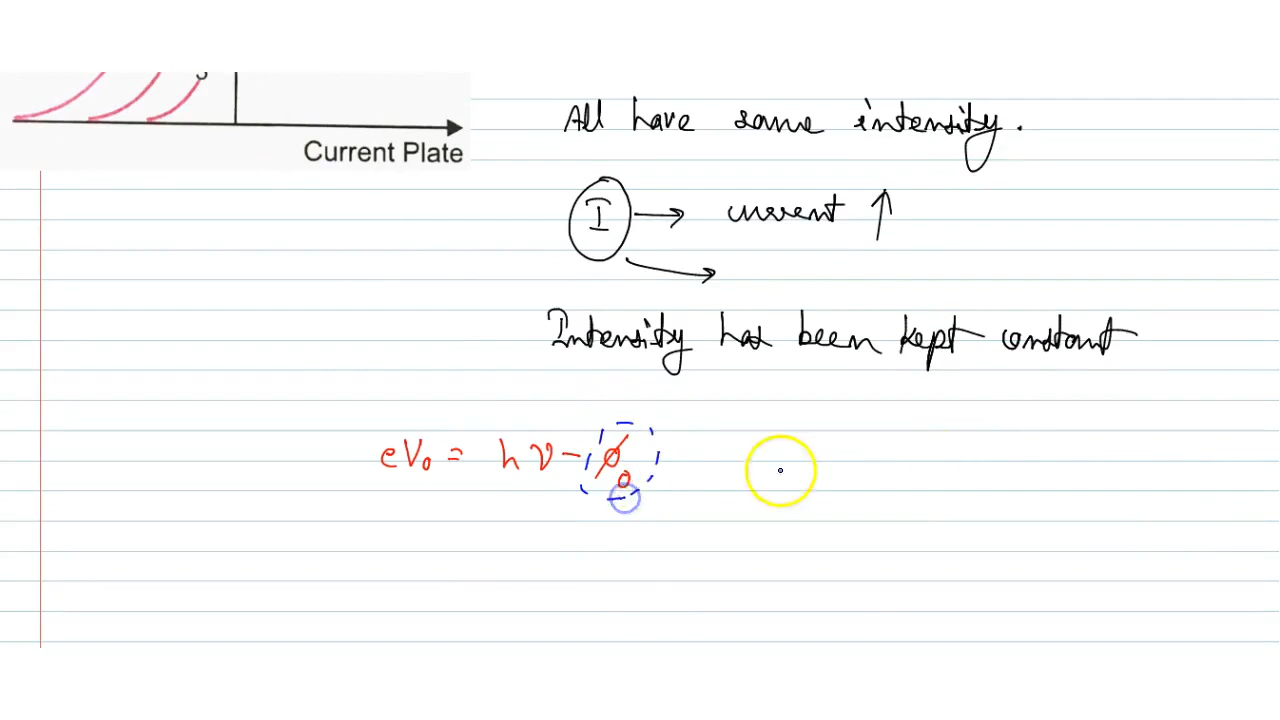 Current Plate
All have same intensity.
I → current ↑
Intensity has been kept constant
eV₀ = hν − φ₀